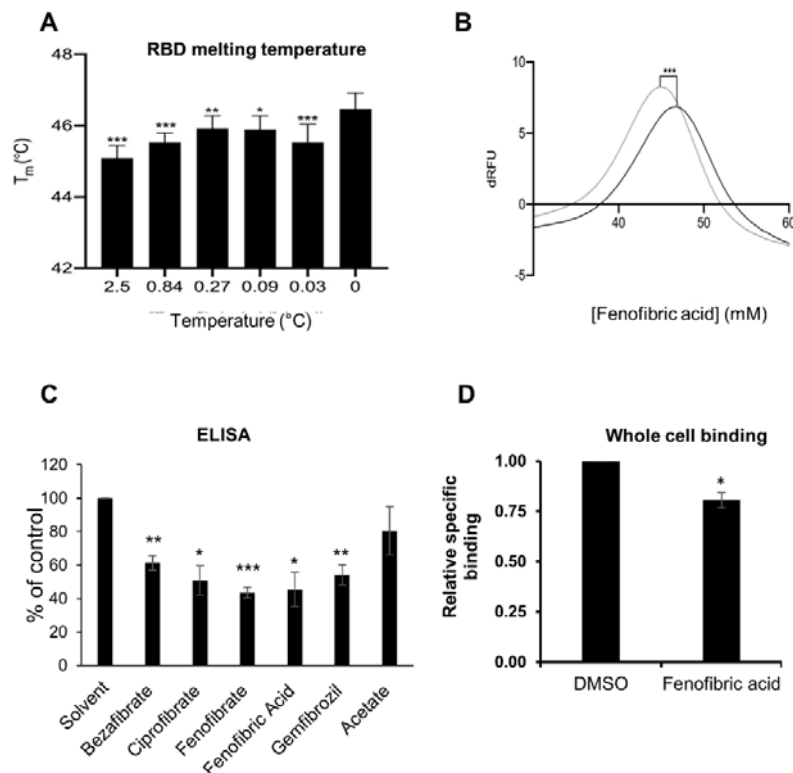 A
RBD melting temperature
48
46
44
42
Tm (°C)
***
***
**
*
***
2.5 0.84 0.27 0.09 0.03 0
Temperature (°C)
B
***
10
5
0
-5
dRFU
40 50 60
[Fenofibric acid] (mM)
C
ELISA
120
100
80
60
40
20
0
% of control
**
*
***
*
**
Solvent
Bezafibrate
Ciprofibrate
Fenofibrate
Fenofibric Acid
Gemfibrozil
Acetate
D
Whole cell binding
1.00
0.75
0.50
0.25
0.00
Relative specific
binding
*
DMSO Fenofibric acid